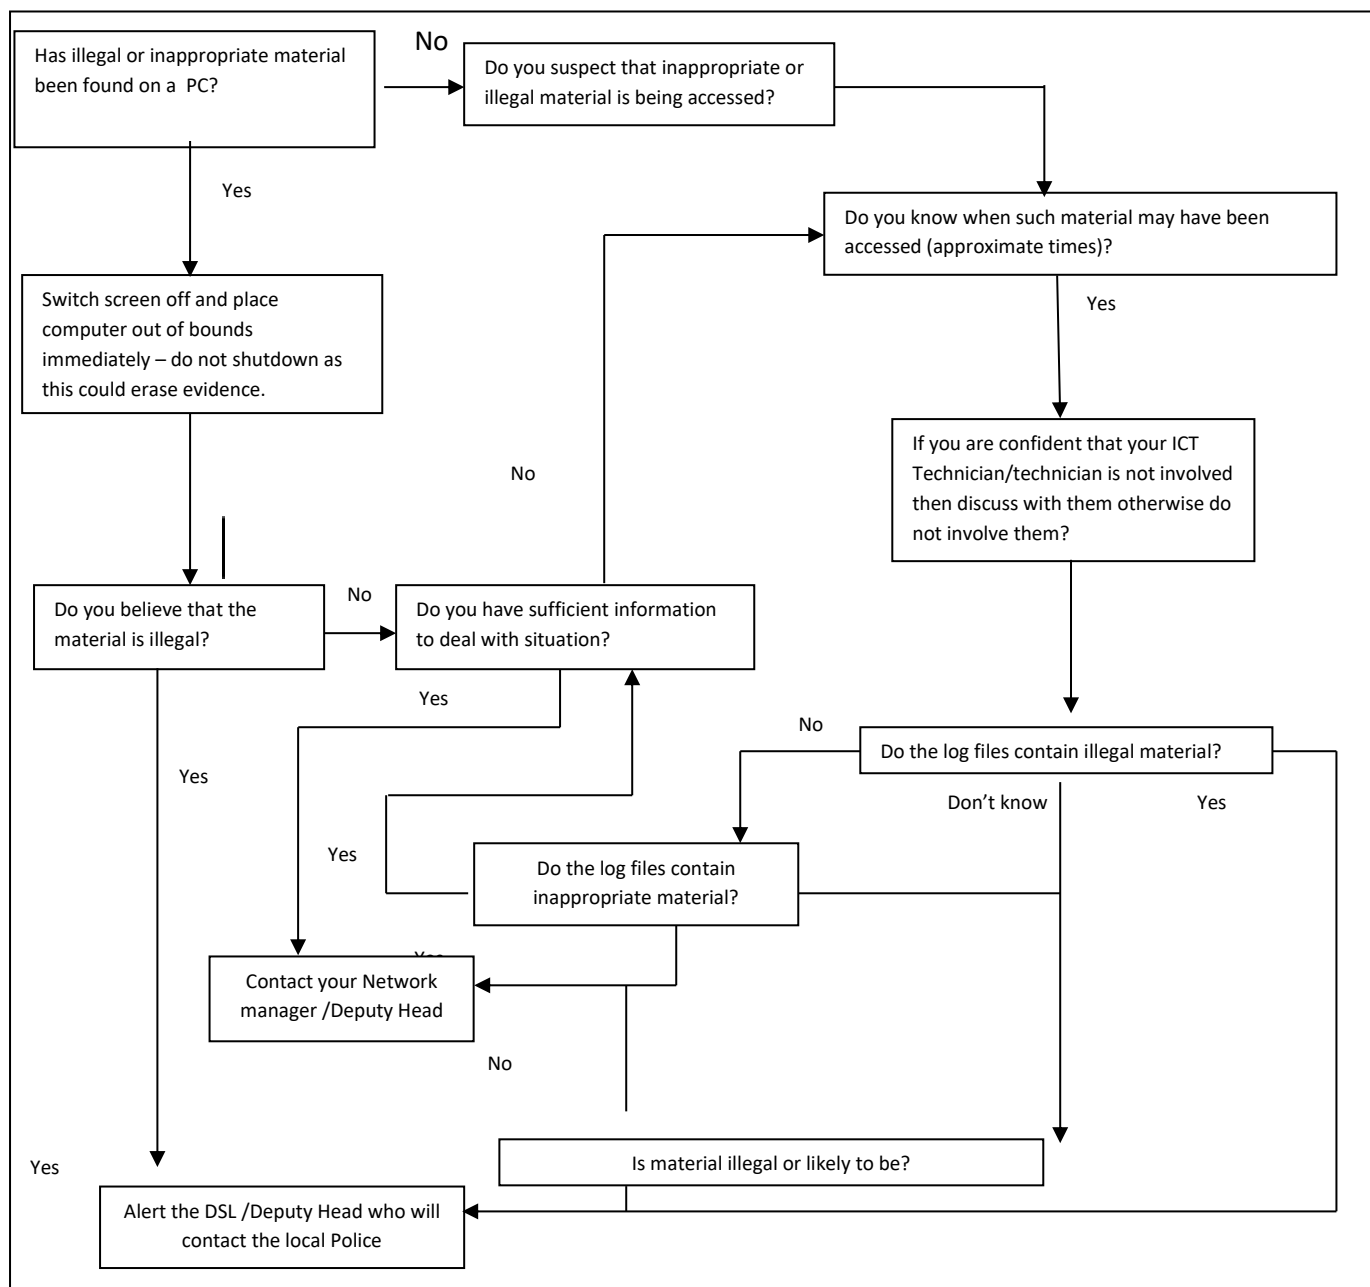 No
Has illegal or inappropriate material
been found on a  PC?
Do you suspect that inappropriate or
illegal material is being accessed?
Yes
Do you know when such material may have been
accessed (approximate times)?
Switch screen off and place
computer out of bounds
immediately – do not shutdown as
this could erase evidence.
Yes
No
If you are confident that your ICT
Technician/technician is not involved
then discuss with them otherwise do
not involve them?
Do you believe that the
material is illegal?
No
Do you have sufficient information
to deal with situation?
Yes
No
Do the log files contain illegal material?
Yes
Don’t know
Yes
Yes
Do the log files contain
inappropriate material?
Yes
Contact your Network
manager /Deputy Head
No
Is material illegal or likely to be?
Yes
Alert the DSL /Deputy Head who will
contact the local Police